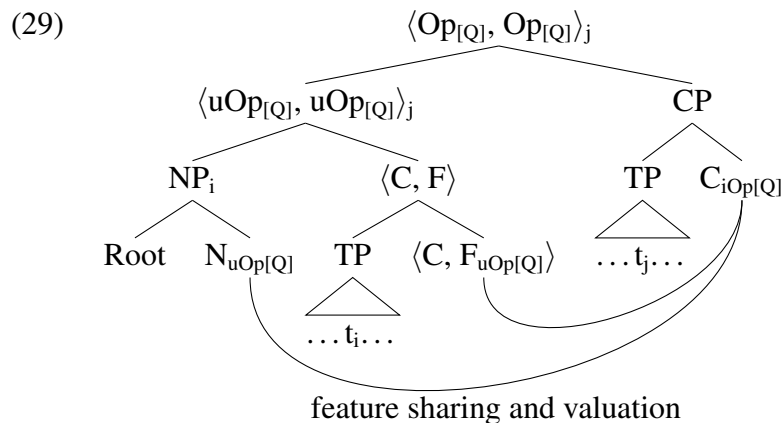 (29) ⟨Op[Q], Op[Q]⟩j
⟨uOp[Q], uOp[Q]⟩j CP
NPi ⟨C, F⟩ TP CiOp[Q]
Root NuOp[Q] TP ⟨C, FuOp[Q]⟩ …tj…
…ti…
feature sharing and valuation